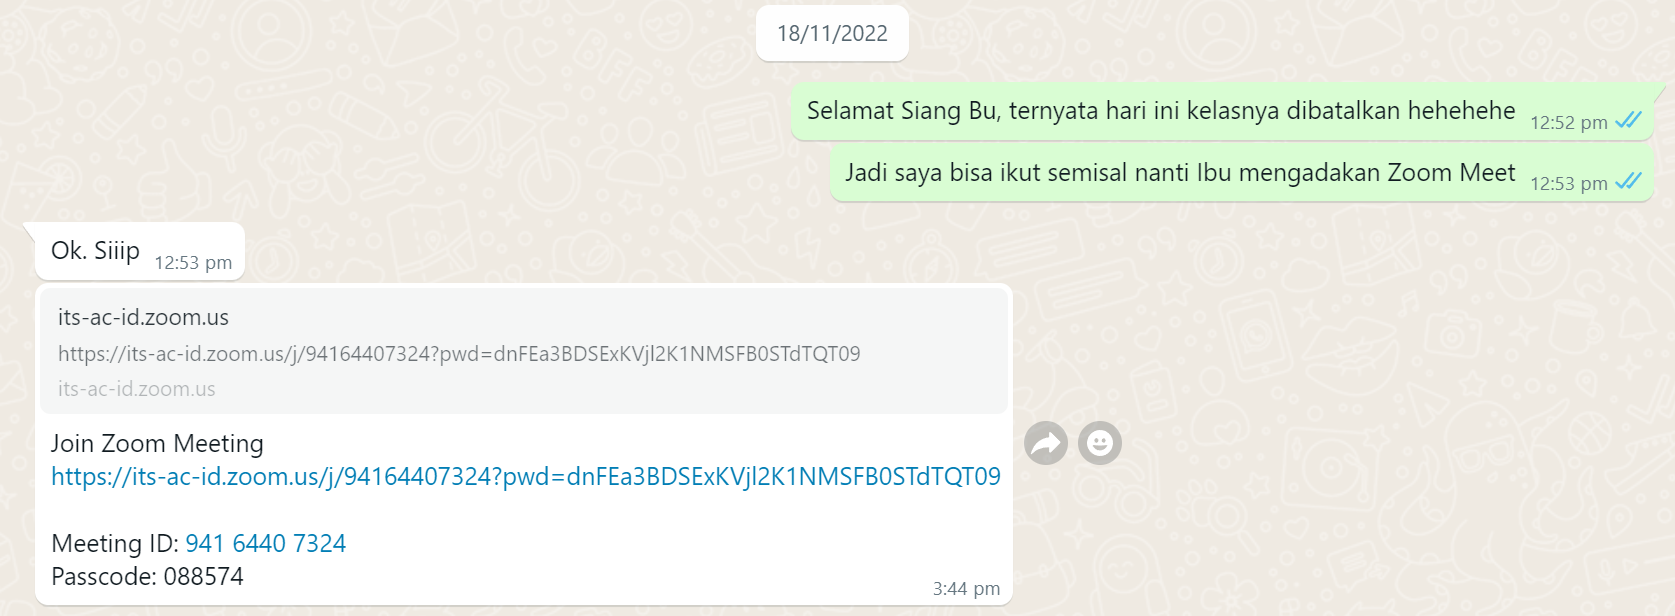 18/11/2022
Selamat Siang Bu, ternyata hari ini kelasnya dibatalkan hehehehe 12:52 pm
Jadi saya bisa ikut semisal nanti Ibu mengadakan Zoom Meet 12:53 pm
Ok. Siiip 12:53 pm
its-ac-id.zoom.us
https://its-ac-id.zoom.us/j/94164407324?pwd=dnFEa3BDSExKVjl2K1NMSFB0STdTQT09
its-ac-id.zoom.us
Join Zoom Meeting
https://its-ac-id.zoom.us/j/94164407324?pwd=dnFEa3BDSExKVjl2K1NMSFB0STdTQT09
Meeting ID: 941 6440 7324
Passcode: 088574
3:44 pm